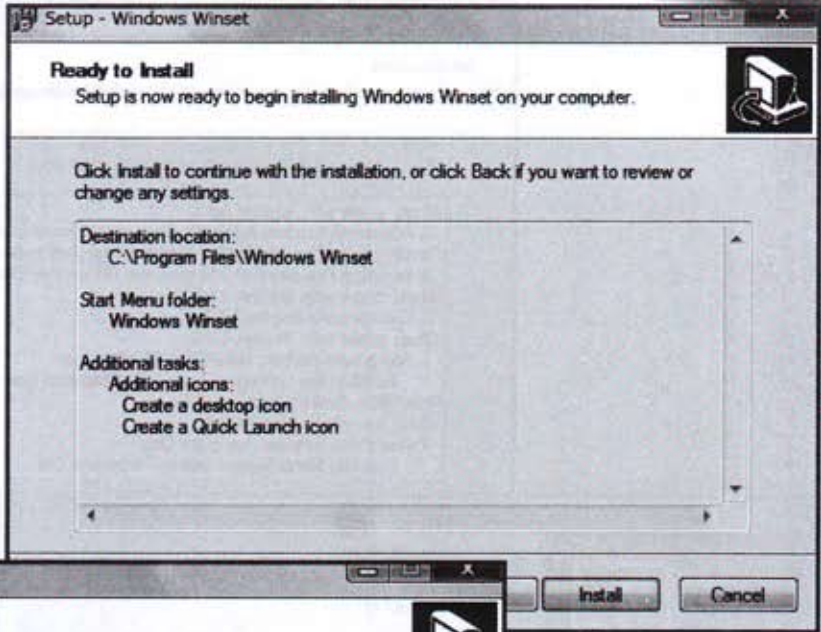 Setup - Windows Winset
Ready to Install
Setup is now ready to begin installing Windows Winset on your computer.
Click Install to continue with the installation, or click Back if you want to review or
change any settings.
Destination location:
C:\Program Files\Windows Winset
Start Menu folder:
Windows Winset
Additional tasks:
Additional icons:
Create a desktop icon
Create a Quick Launch icon
Install
Cancel